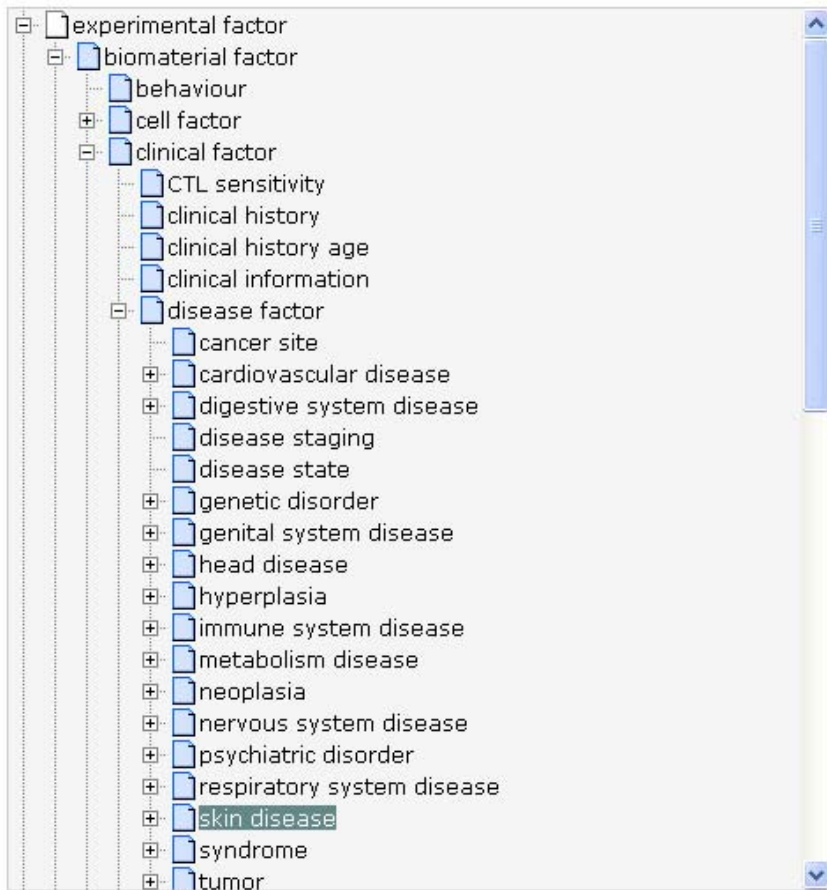 experimental factor
biomaterial factor
behaviour
cell factor
clinical factor
CTL sensitivity
clinical history
clinical history age
clinical information
disease factor
cancer site
cardiovascular disease
digestive system disease
disease staging
disease state
genetic disorder
genital system disease
head disease
hyperplasia
immune system disease
metabolism disease
neoplasia
nervous system disease
psychiatric disorder
respiratory system disease
skin disease
syndrome
tumor